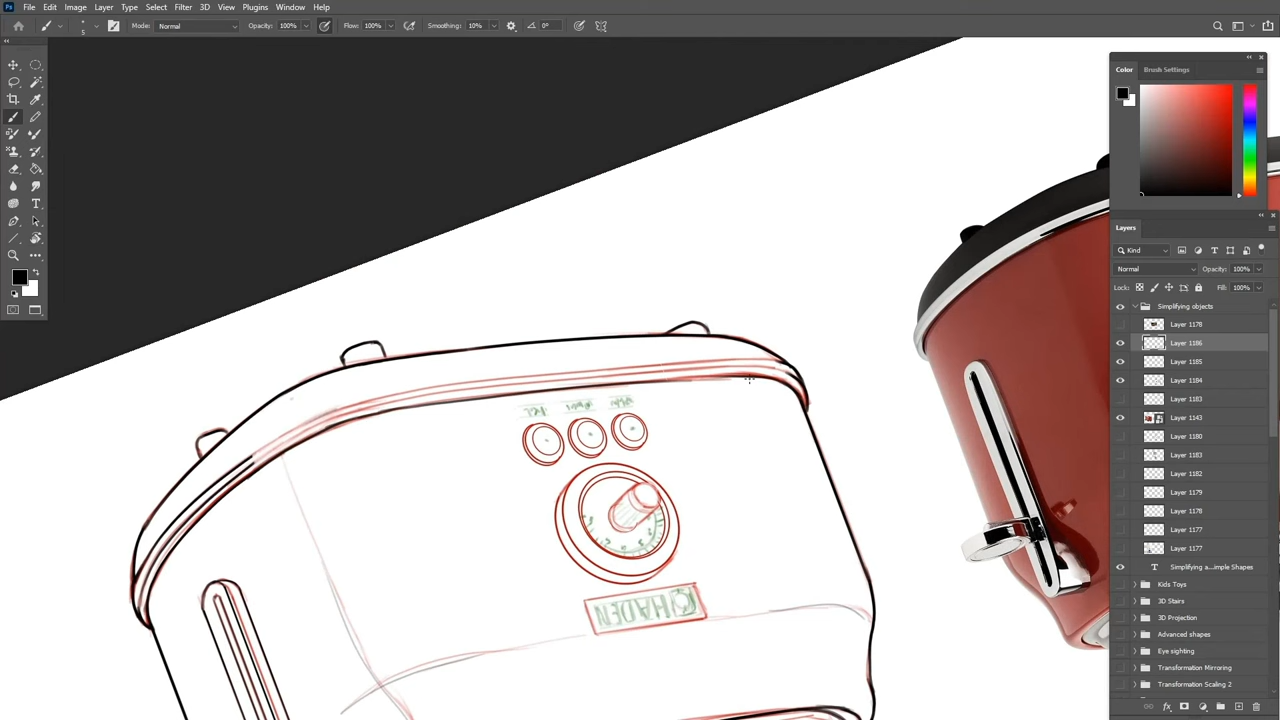 Ps File Edit Image Layer Type Select Filter 3D View Plugins Window Help
5 Mode: Normal Opacity: 100% Flow: 100% Smoothing: 10% 0°
Color Brush Settings
Layers
Kind
Normal Opacity: 100%
Lock: Fill: 100%
Simplifying objects
Layer 1178
Layer 1186
Layer 1185
Layer 1184
Layer 1183
Layer 1143
Layer 1180
Layer 1183
Layer 1182
Layer 1179
Layer 1178
Layer 1177
Layer 1177
T Simplifying a...imple Shapes
Kids Toys
3D Stairs
3D Projection
Advanced shapes
Eye sighting
Transformation Mirroring
Transformation Scaling 2
HADEN